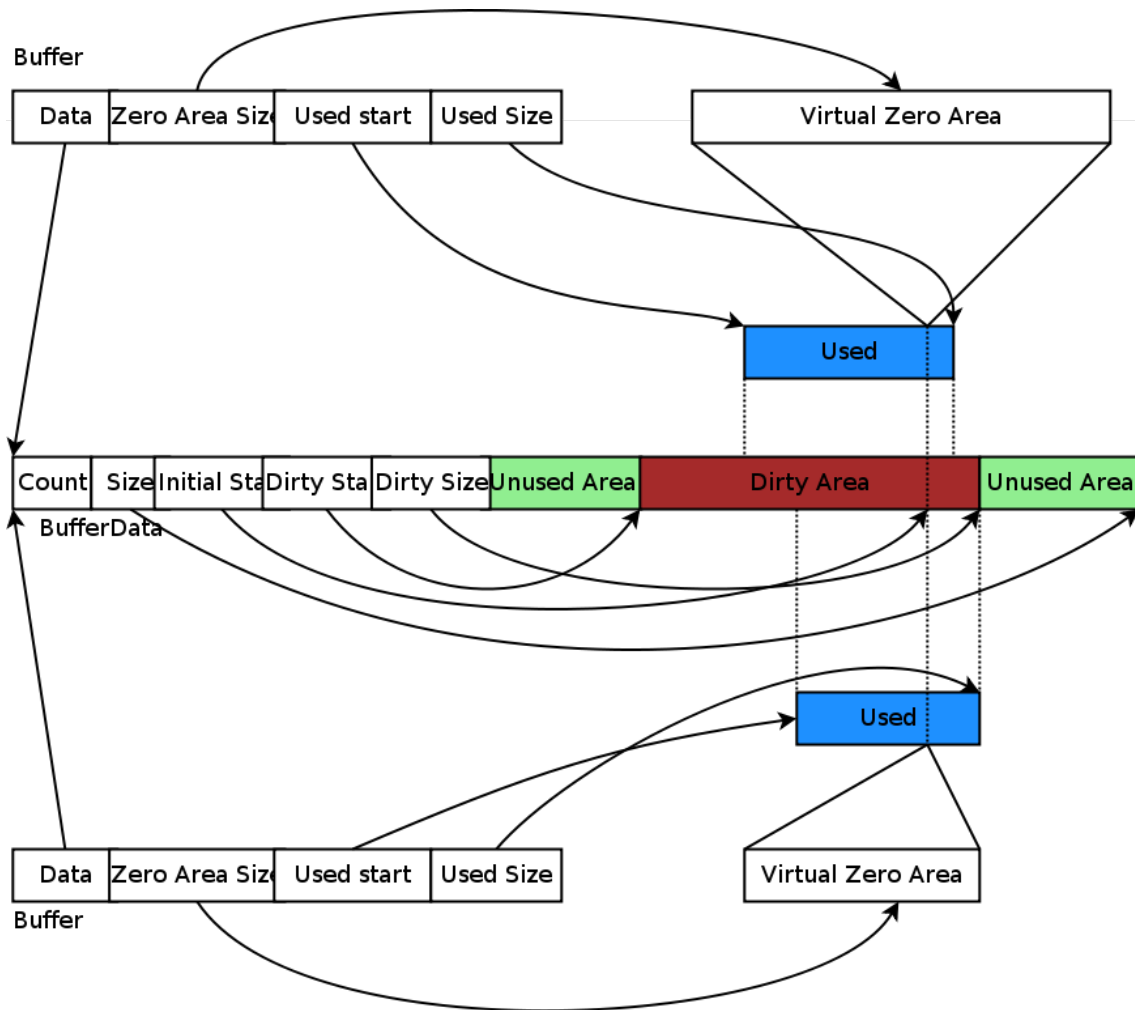 Buffer
Data Zero Area Size Used start Used Size Virtual Zero Area
Used
Count Size Initial Sta Dirty Sta Dirty Size Unused Area Dirty Area Unused Area
BufferData
Used
Data Zero Area Size Used start Used Size Virtual Zero Area
Buffer